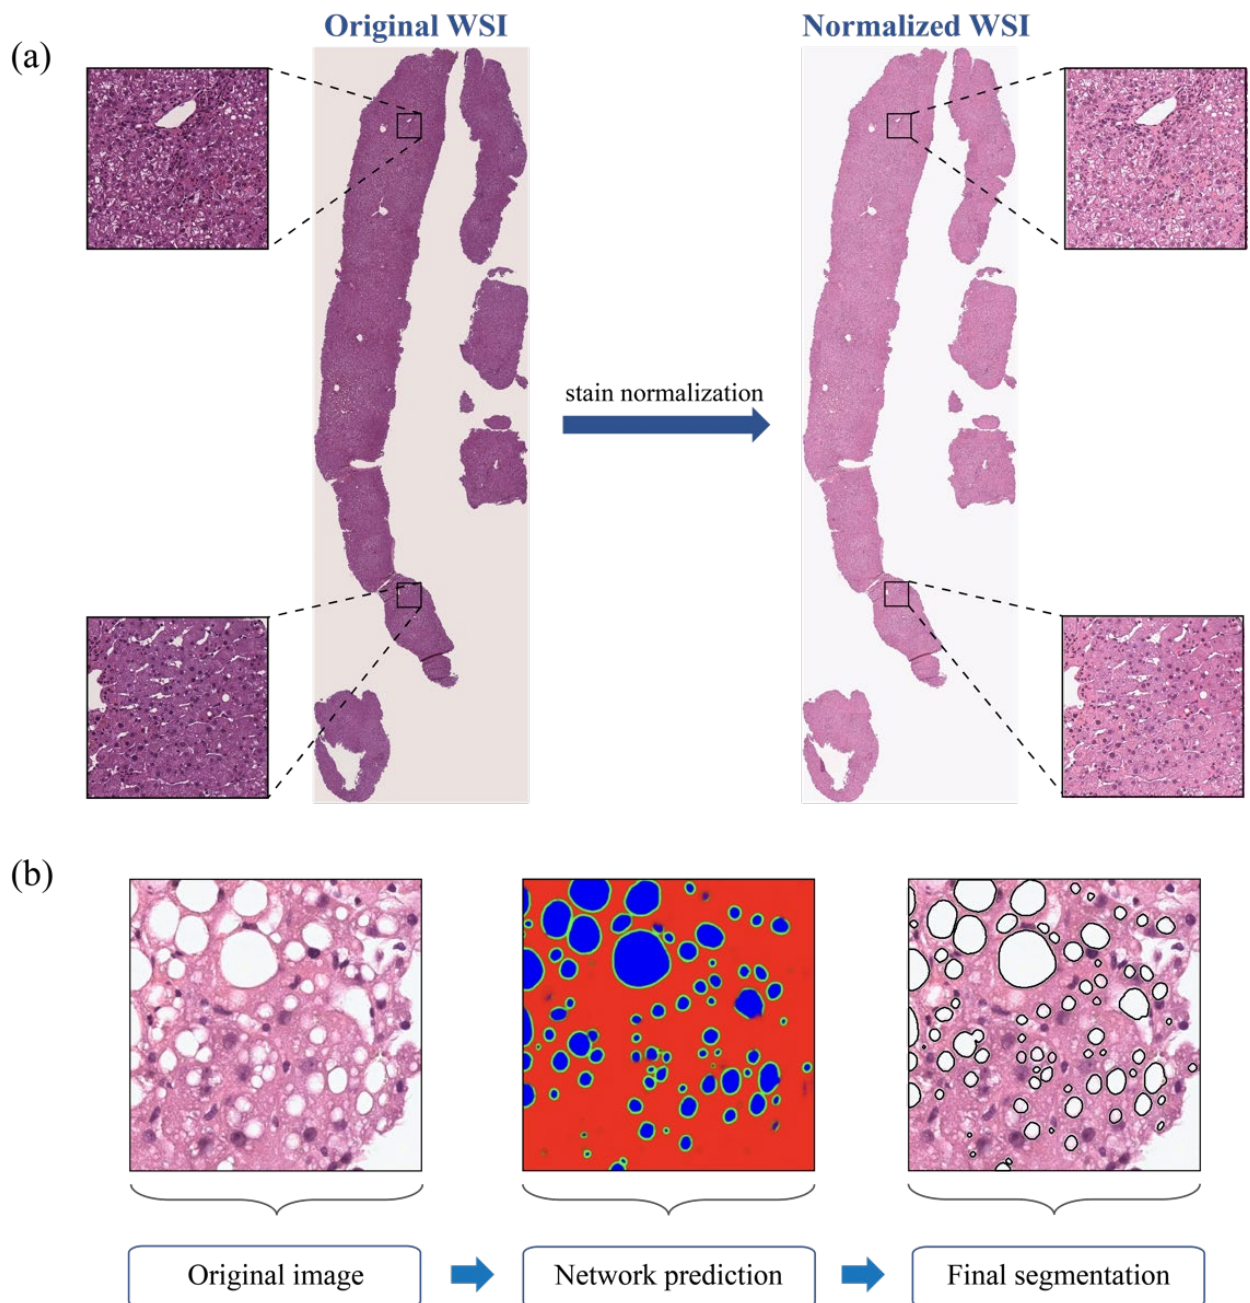 Original WSI
Normalized WSI
(a)
stain normalization
(b)
Original image
Network prediction
Final segmentation